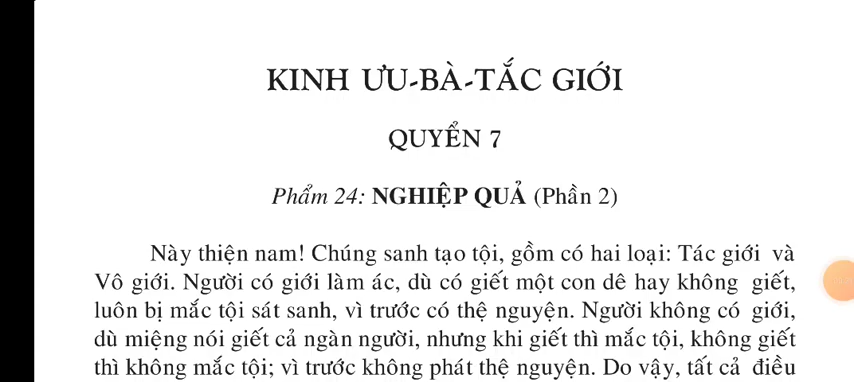 KINH ƯU-BÀ-TẮC GIỚI
QUYỂN 7
Phẩm 24: NGHIỆP QUẢ (Phần 2)
Này thiện nam! Chúng sanh tạo tội, gồm có hai loại: Tác giới và
Vô giới. Người có giới làm ác, dù có giết một con dê hay không giết,
luôn bị mắc tội sát sanh, vì trước có thệ nguyện. Người không có giới,
dù miệng nói giết cả ngàn người, nhưng khi giết thì mắc tội, không giết
thì không mắc tội; vì trước không phát thệ nguyện. Do vậy, tất cả điều